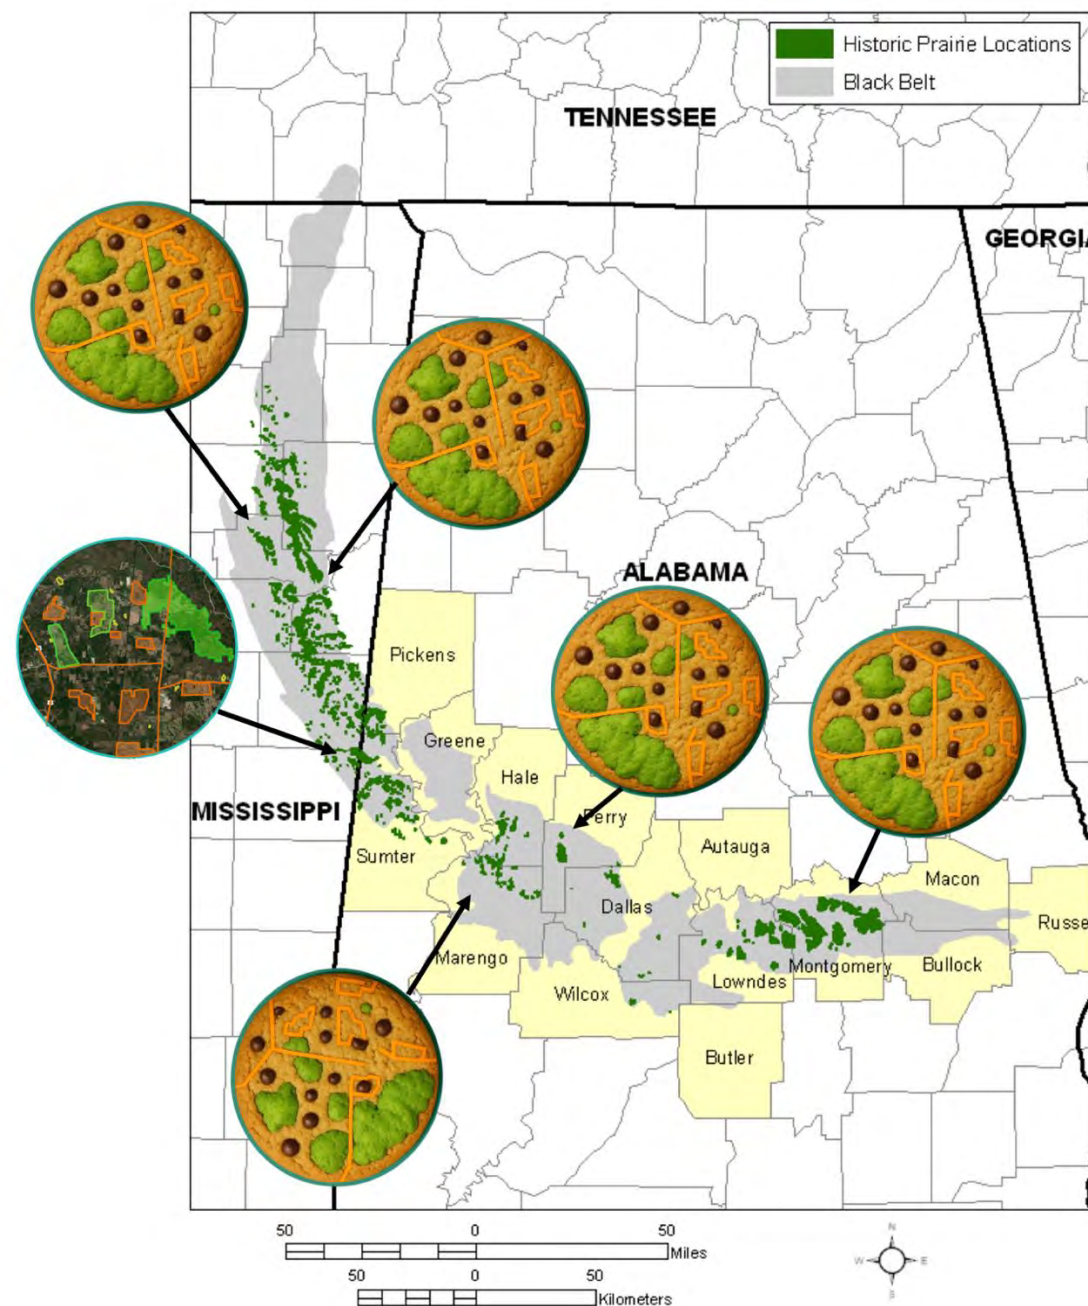 Historic Prairie Locations
Black Belt
TENNESSEE
GEORGIA
ALABAMA
Pickens
Greene
Hale
MISSISSIPPI
Perry
Autauga
Sumter
Macon
Dallas
Russe
Marengo
Montgomery
Bullock
Lowndes
Wilcox
Butler
50 0 50
Miles
50 0 50
Kilometers
N
W E
S